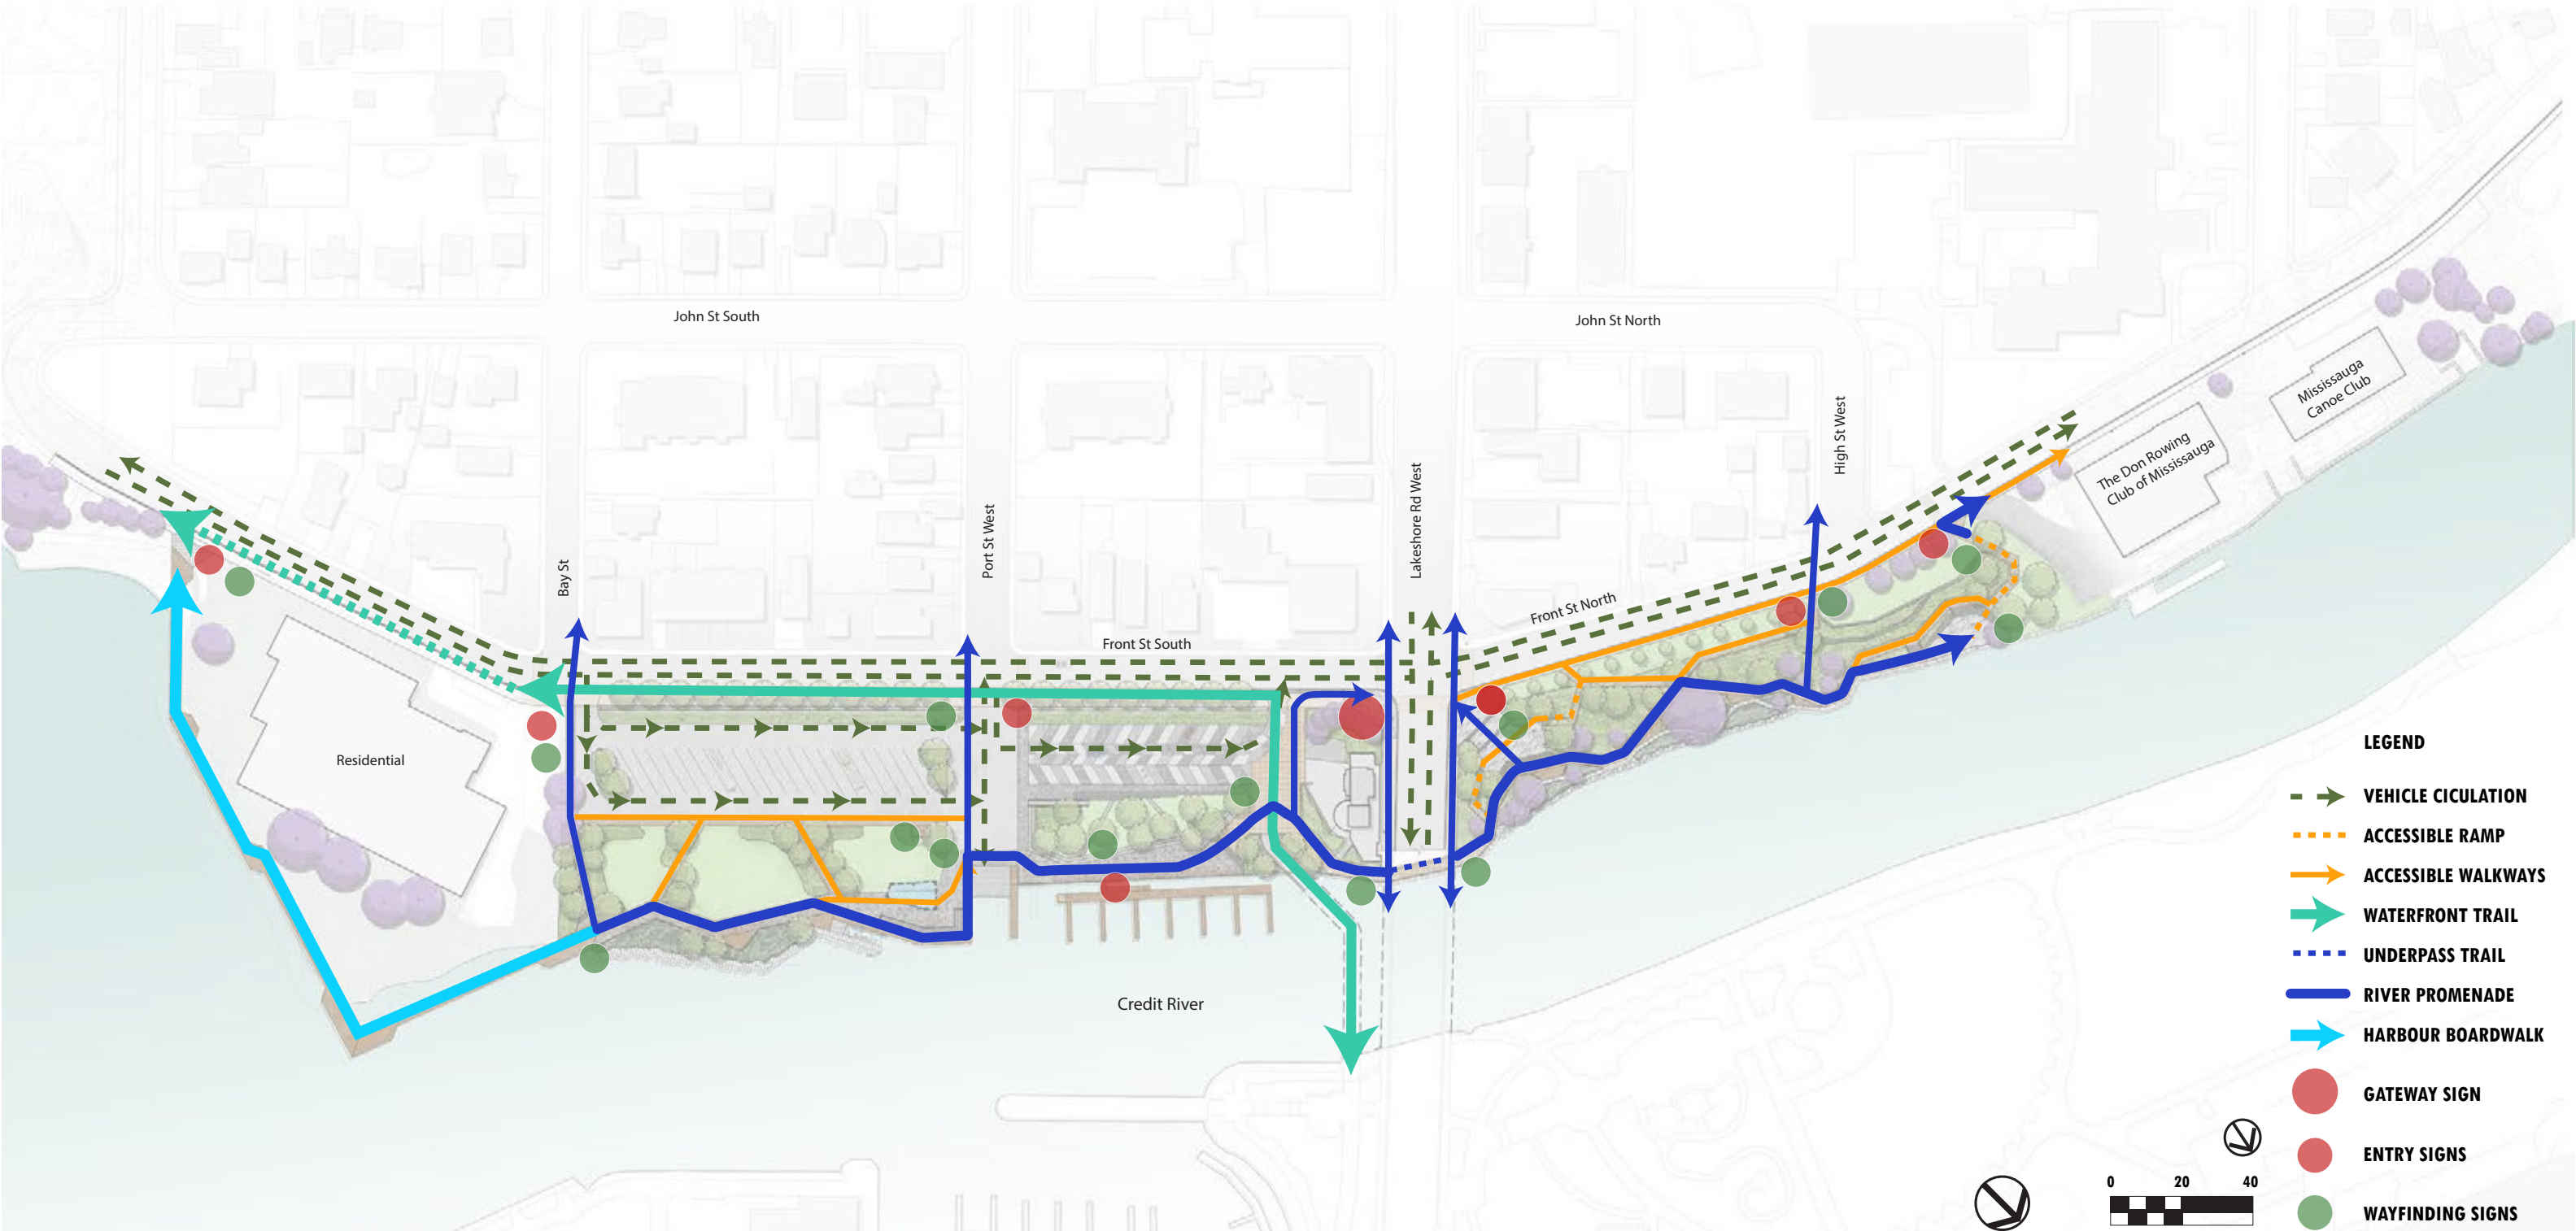 John St South
John St North
Mississauga
Canoe Club
The Don Rowing
Club of Mississauga
High St West
Lakeshore Rd West
Port St West
Bay St
Front St North
Front St South
Residential
Credit River
LEGEND
VEHICLE CICULATION
ACCESSIBLE RAMP
ACCESSIBLE WALKWAYS
WATERFRONT TRAIL
UNDERPASS TRAIL
RIVER PROMENADE
HARBOUR BOARDWALK
GATEWAY SIGN
ENTRY SIGNS
WAYFINDING SIGNS
0 20 40